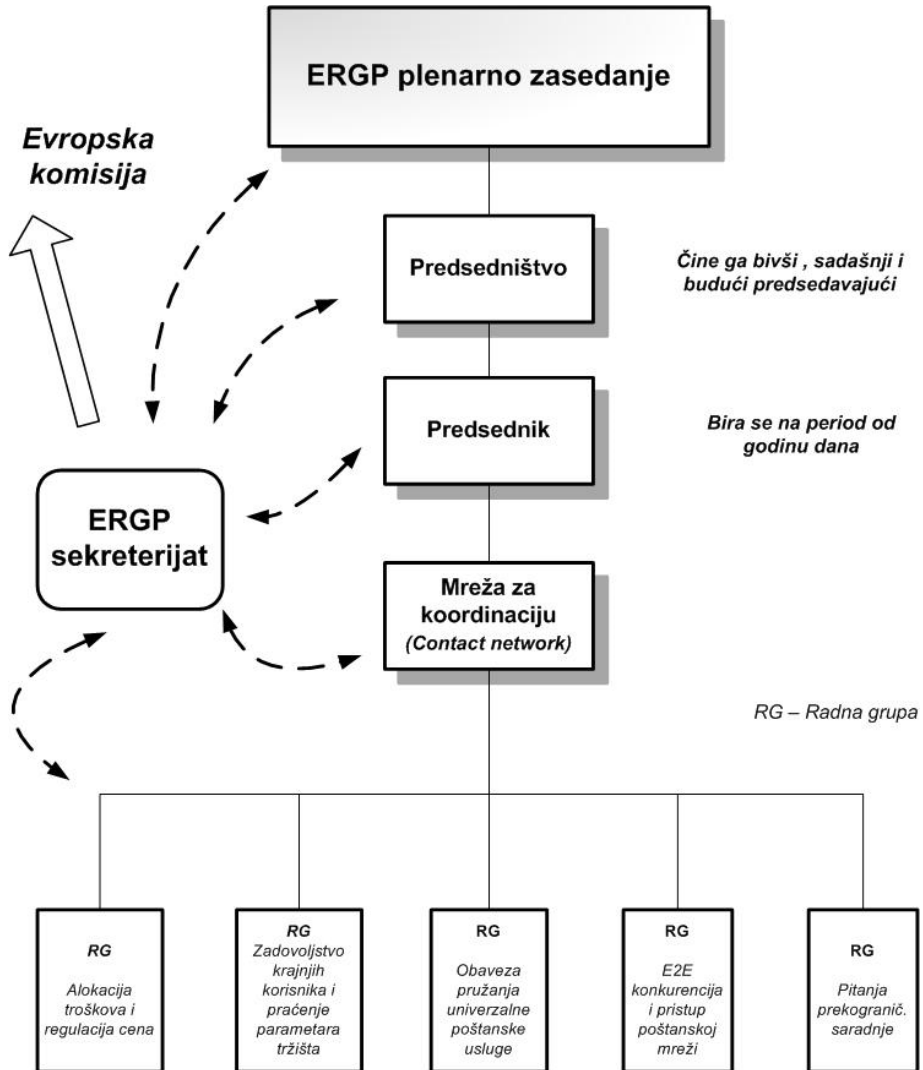 ERGP plenarno zasedanje
Evropska
komisija
Predsedništvo
Čine ga bivši , sadašnji i
budući predsedavajući
Predsednik
Bira se na period od
godinu dana
ERGP
sekreterijat
Mreža za
koordinaciju
(Contact network)
RG – Radna grupa
RG
Alokacija
troškova i
regulacija cena
RG
Zadovoljstvo
krajnjih
korisnika i
praćenje
parametara
tržišta
RG
Obaveza
pružanja
univerzalne
poštanske
usluge
RG
E2E
konkurencija
i pristup
poštanskoj
mreži
RG
Pitanja
prekogranič.
saradnje